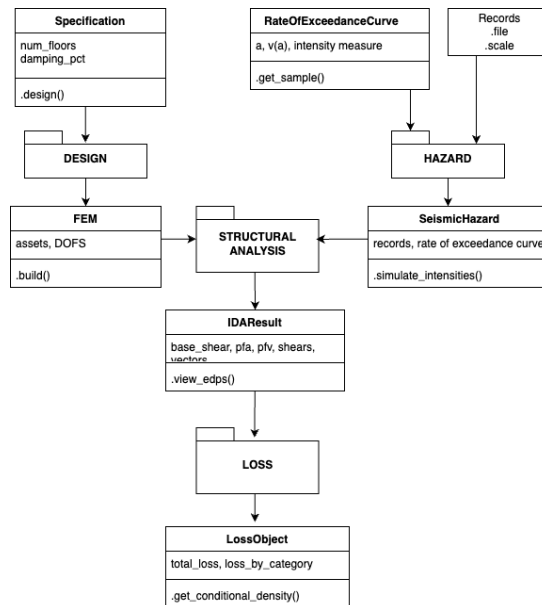 Specification
num_floors
damping_pct
.design()
RateOfExceedanceCurve
a, v(a), intensity measure
.get_sample()
Records
.file
.scale
DESIGN
HAZARD
FEM
assets, DOFS
.build()
STRUCTURAL
ANALYSIS
SeismicHazard
records, rate of exceedance curve
.simulate_intensities()
IDAResult
base_shear, pfa, pfv, shears,
vectors
.view_edps()
LOSS
LossObject
total_loss, loss_by_category
.get_conditional_density()